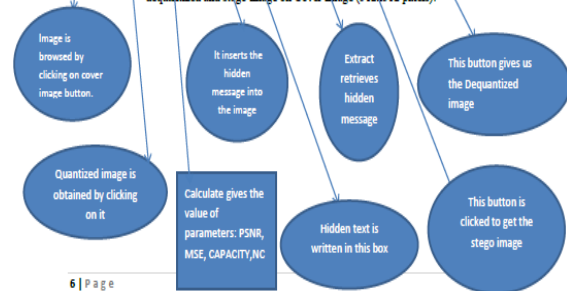 Image is
browsed by
clicking on cover
image button.
It inserts the
hidden
message into
the image
Extract
retrieves
hidden
message
This button gives us
the Dequantized
image
Quantized image is
obtained by clicking
on it
Calculate gives the
value of
parameters: PSNR,
MSE, CAPACITY,NC
Hidden text is
written in this box
This button is
clicked to get the
stego image
6 | Page